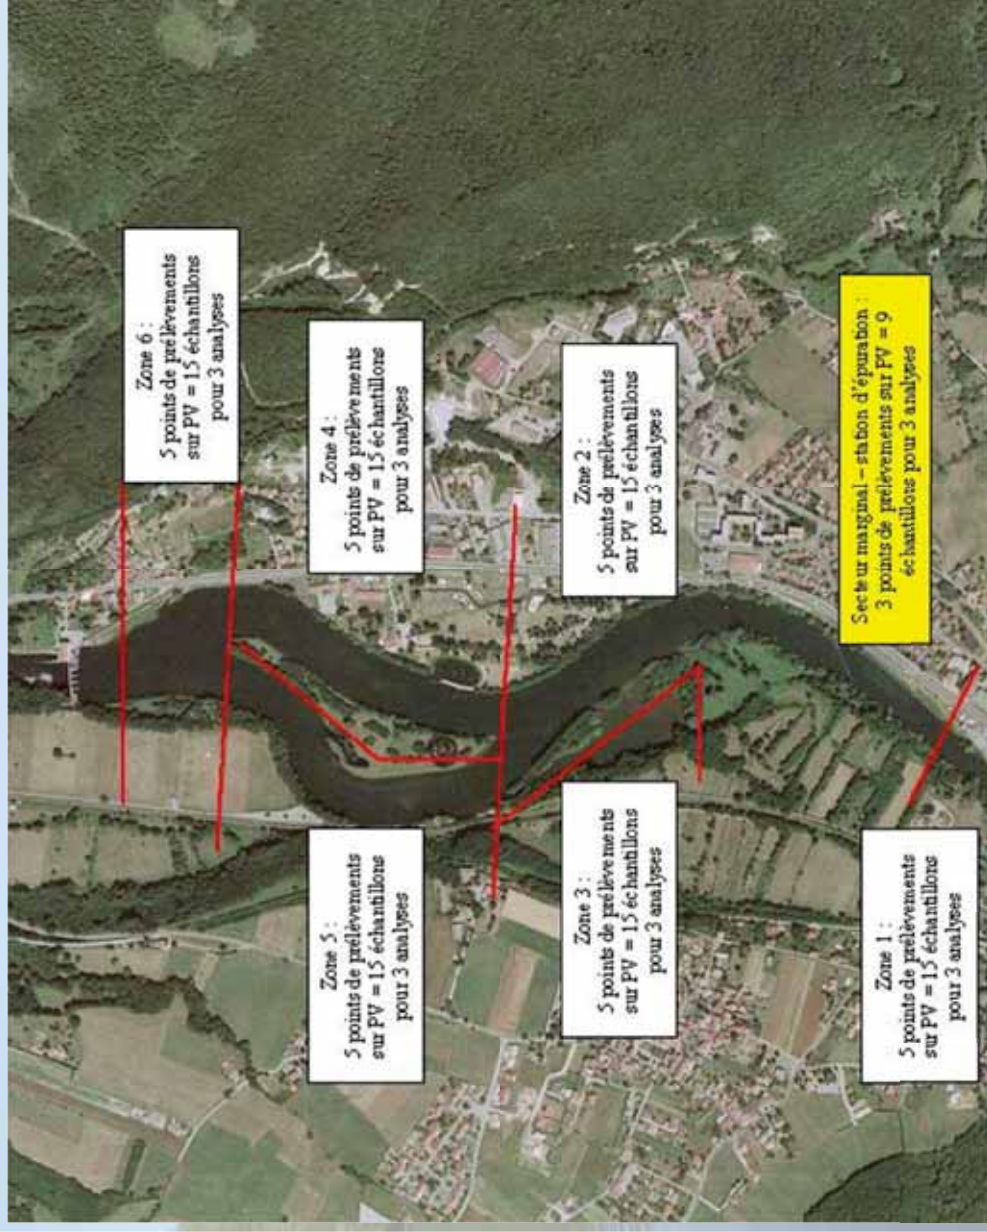 Zone 6 :
5 points de prélèvements
sur PV = 15 échantillons
pour 3 analyses
Zone 4 :
5 points de prélèvements
sur PV = 15 échantillons
pour 3 analyses
Zone 2 :
5 points de prélèvements
sur PV = 15 échantillons
pour 3 analyses
Secteur marginal – station d'épuration :
3 points de prélèvements sur PV = 9
échantillons pour 3 analyses
Zone 5 :
5 points de prélèvements
sur PV = 15 échantillons
pour 3 analyses
Zone 3 :
5 points de prélèvements
sur PV = 15 échantillons
pour 3 analyses
Zone 1 :
5 points de prélèvements
sur PV = 15 échantillons
pour 3 analyses